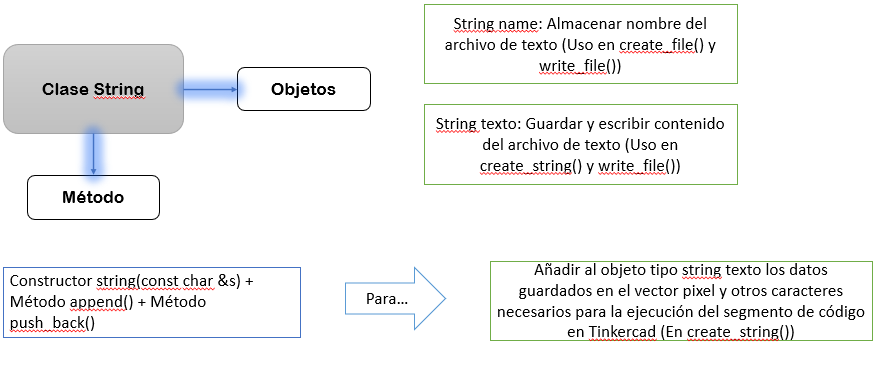 String name: Almacenar nombre del
archivo de texto (Uso en create_file() y
write_file())
Clase String
Objetos
String texto: Guardar y escribir contenido
del archivo de texto (Uso en
create_string() y write_file())
Método
Constructor string(const char &s) +
Método append() + Método
push_back()
Para...
Añadir al objeto tipo string texto los datos
guardados en el vector pixel y otros caracteres
necesarios para la ejecución del segmento de código
en Tinkercad (En create_string())